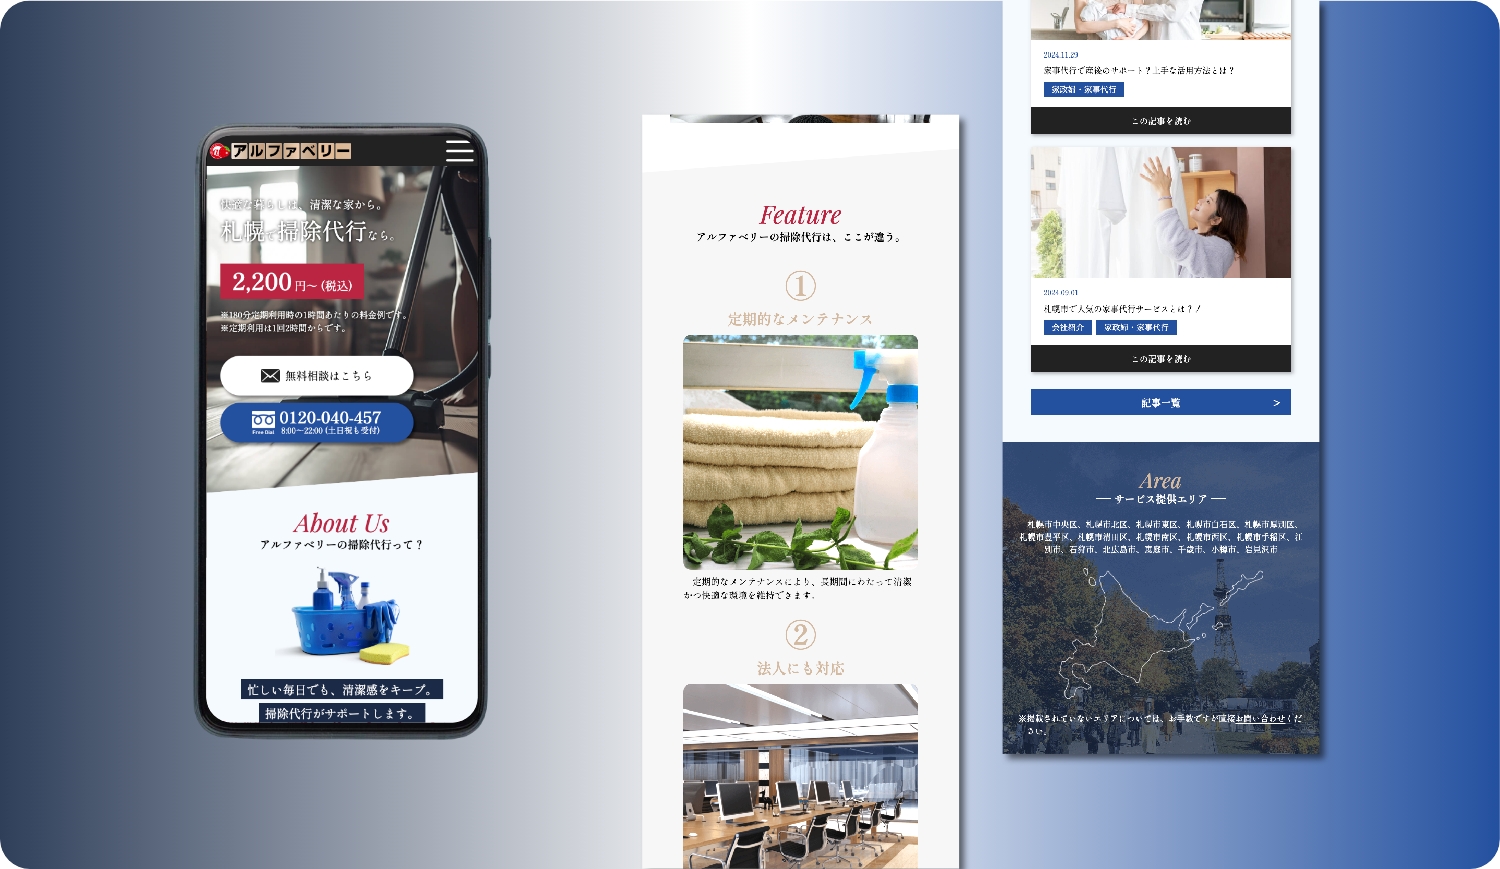 アルファベリー
快適な暮らしは、清潔な家から。
札幌で掃除代行なら。
2,200円〜(税込)
※180分定期利用時の1時間あたりの料金例です。
※定期利用は1回2時間からです。
無料相談はこちら
Free Dial
0120-040-457
8:00〜22:00 (土日祝も受付)
About Us
アルファベリーの掃除代行って？
忙しい毎日でも、清潔感をキープ。
掃除代行がサポートします。
Feature
アルファベリーの掃除代行は、ここが違う。
1
定期的なメンテナンス
定期的なメンテナンスにより、長期間にわたって清潔
かつ快適な環境を維持できます。
2
法人にも対応
2024.11.29
家事代行で産後のサポート？上手な活用方法とは？
家政婦・家事代行
この記事を読む
2024.09.01
札幌市で人気の家事代行サービスとは？！
会社紹介 家政婦・家事代行
この記事を読む
記事一覧 >
Area
サービス提供エリア
札幌市中央区、札幌市北区、札幌市東区、札幌市白石区、札幌市厚別区、
札幌市豊平区、札幌市清田区、札幌市南区、札幌市西区、札幌市手稲区、江
別市、石狩市、北広島市、恵庭市、千歳市、小樽市、岩見沢市
※掲載されていないエリアについては、お手数ですが直接お問い合わせくだ
さい。